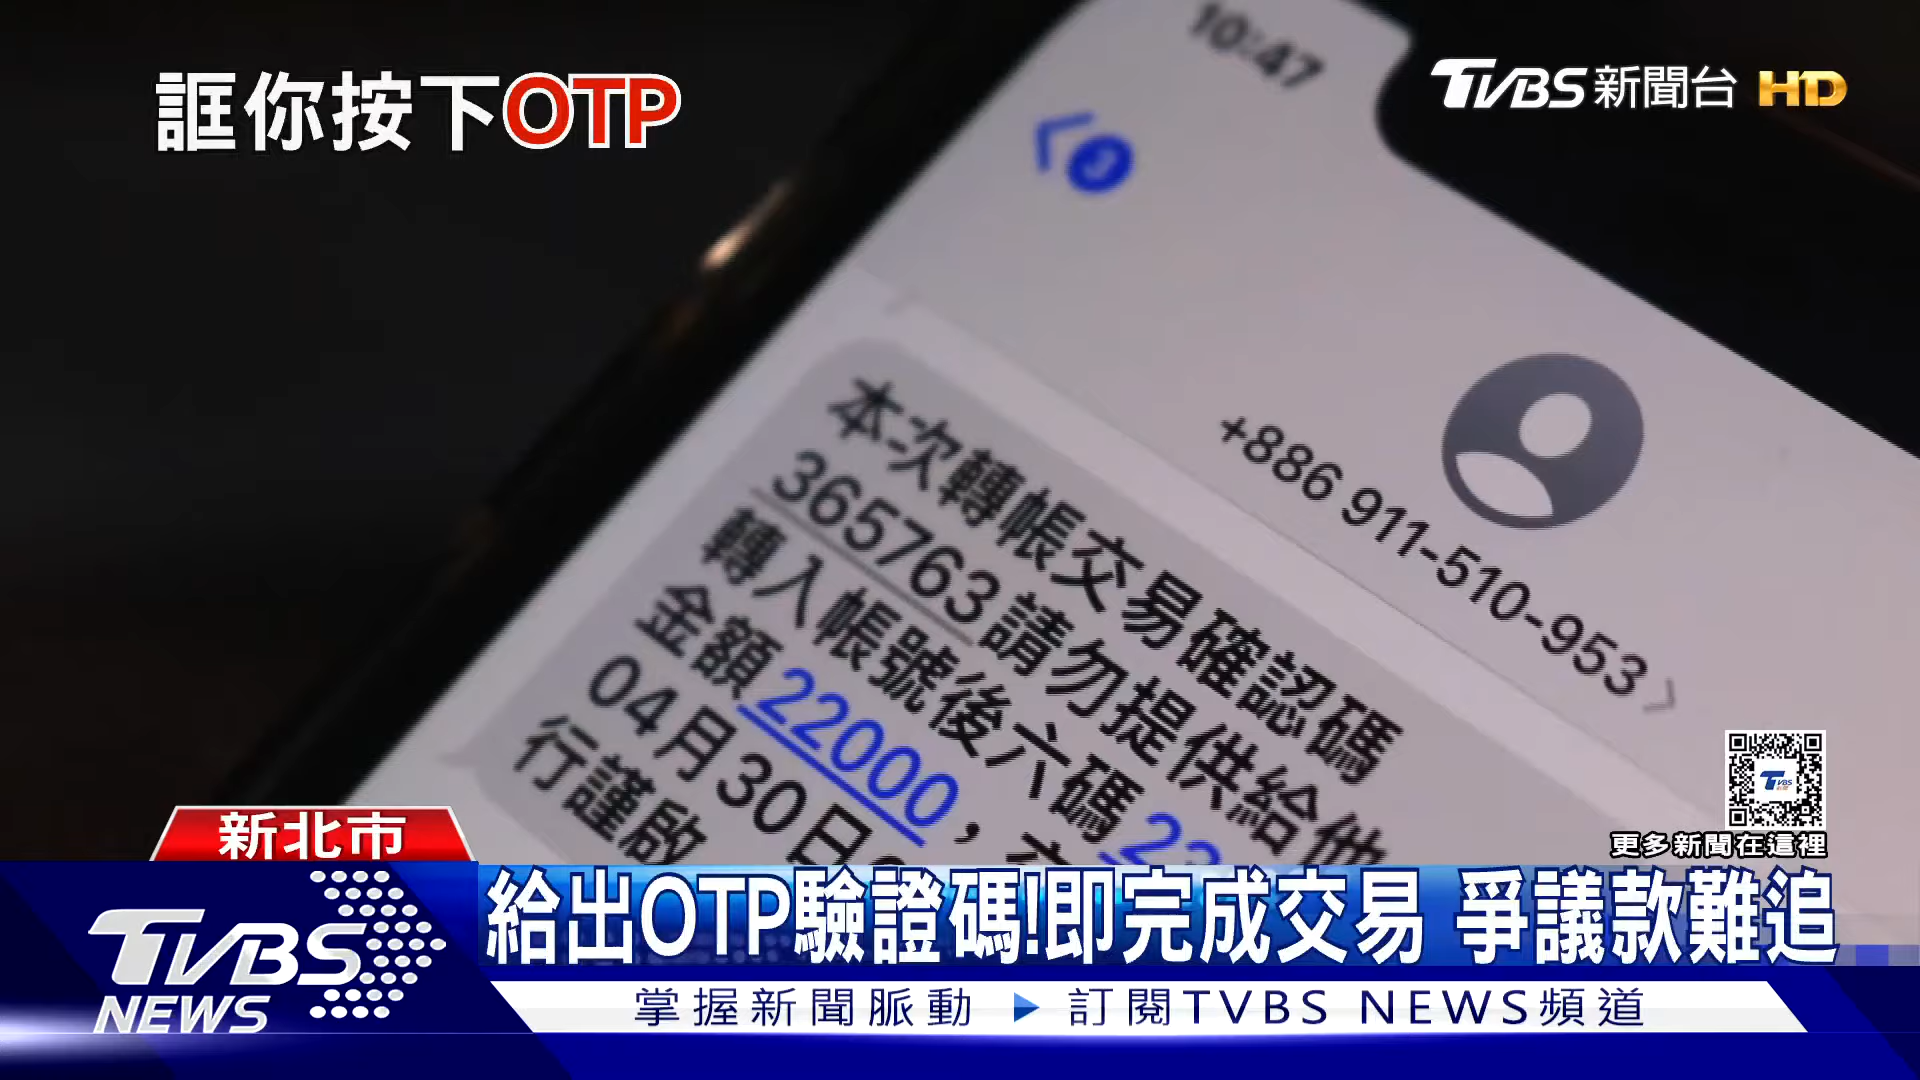 誆你按下OTP
TVBS新聞台 HD
10:47
3
+886 911-510-953
本次轉帳交易確認碼
365763請勿提供給他
轉入帳號後六碼 22
金額22000，
04月30日
行謹啟
TVBS
更多新聞在這裡
新北市
給出OTP驗證碼!即完成交易 爭議款難追
TVBS
NEWS
掌握新聞脈動 ▶ 訂閱TVBS NEWS頻道